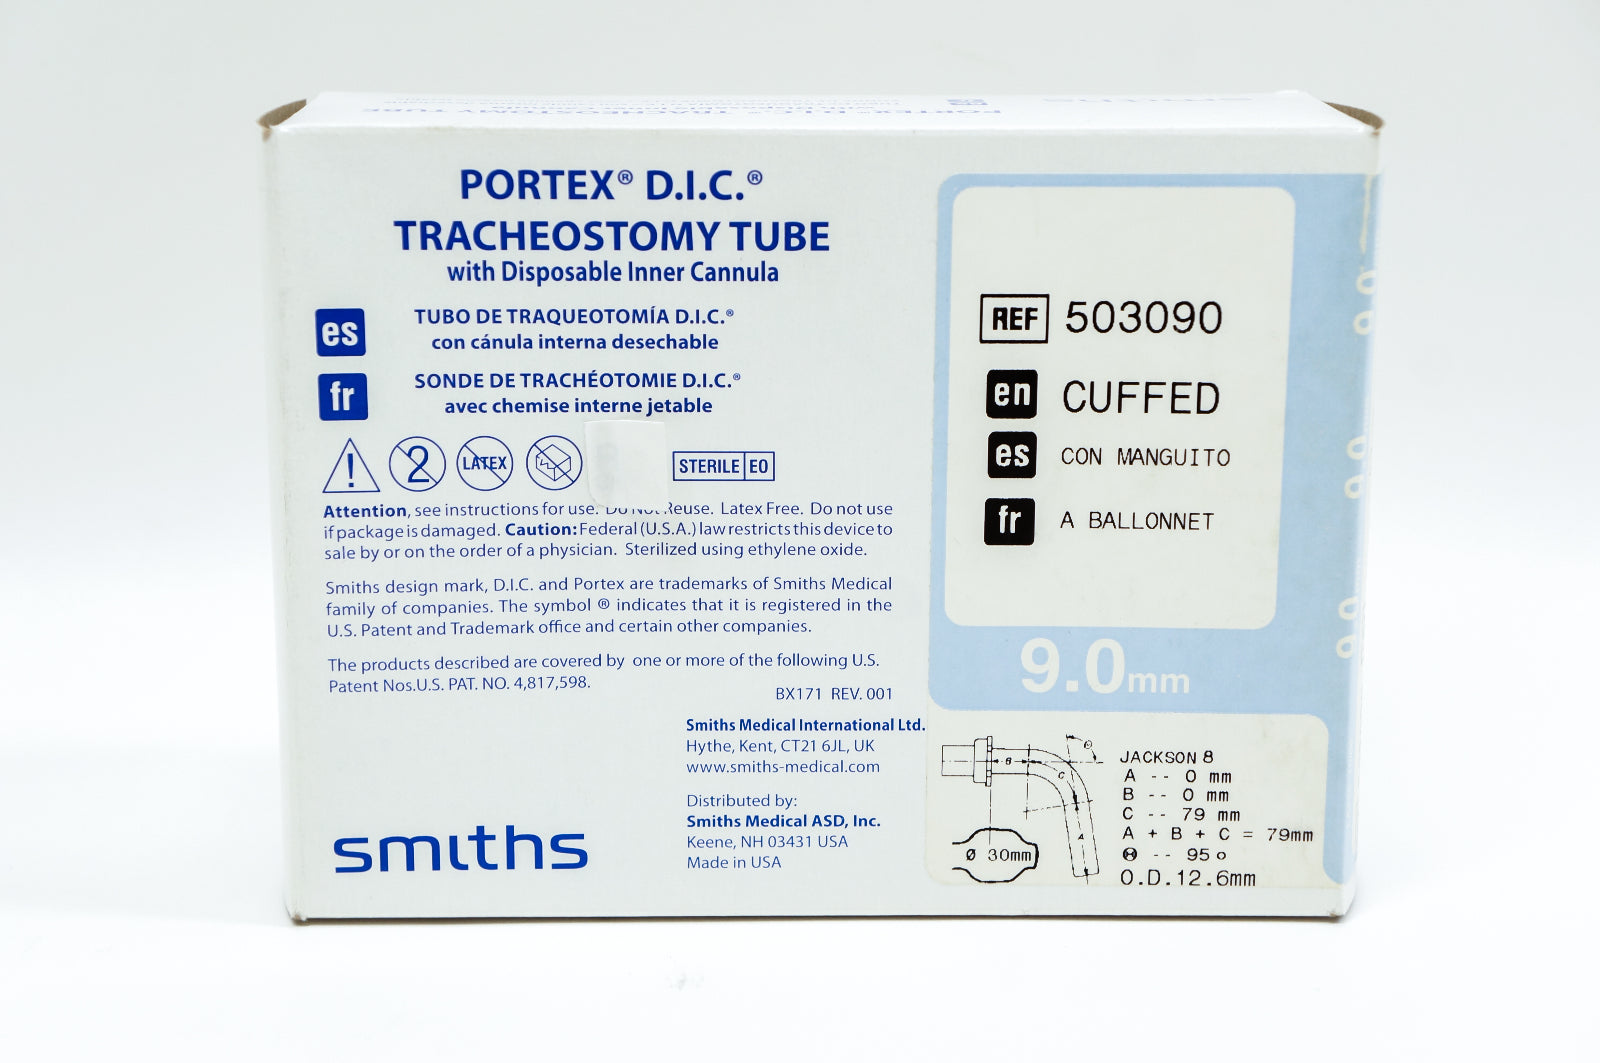 PORTEX® D.I.C.® TRACHEOSTOMY TUBE
PORTEX® D.I.C.®
TRACHEOSTOMY TUBE
with Disposable Inner Cannula
es
TUBO DE TRAQUEOTOMÍA D.I.C.®
con cánula interna desechable
fr
SONDE DE TRACHÉOTOMIE D.I.C.®
avec chemise interne jetable
! 2 LATEX
STERILE EO
Attention, see instructions for use. Do Not Reuse. Latex Free. Do not use
if package is damaged. Caution: Federal (U.S.A.) law restricts this device to
sale by or on the order of a physician. Sterilized using ethylene oxide.
Smiths design mark, D.I.C. and Portex are trademarks of Smiths Medical
family of companies. The symbol ® indicates that it is registered in the
U.S. Patent and Trademark office and certain other companies.
The products described are covered by one or more of the following U.S.
Patent Nos.U.S. PAT. NO. 4,817,598.
BX171 REV. 001
Smiths Medical International Ltd.
Hythe, Kent, CT21 6JL, UK
www.smiths-medical.com
Distributed by:
Smiths Medical ASD, Inc.
Keene, NH 03431 USA
Made in USA
smiths
REF 503090
en CUFFED
es CON MANGUITO
fr A BALLONNET
9.0mm
B
C
Θ
A
Ø 30mm
JACKSON 8
A -- 0 mm
B -- 0 mm
C -- 79 mm
A + B + C = 79mm
Θ -- 95 º
O.D.12.6mm